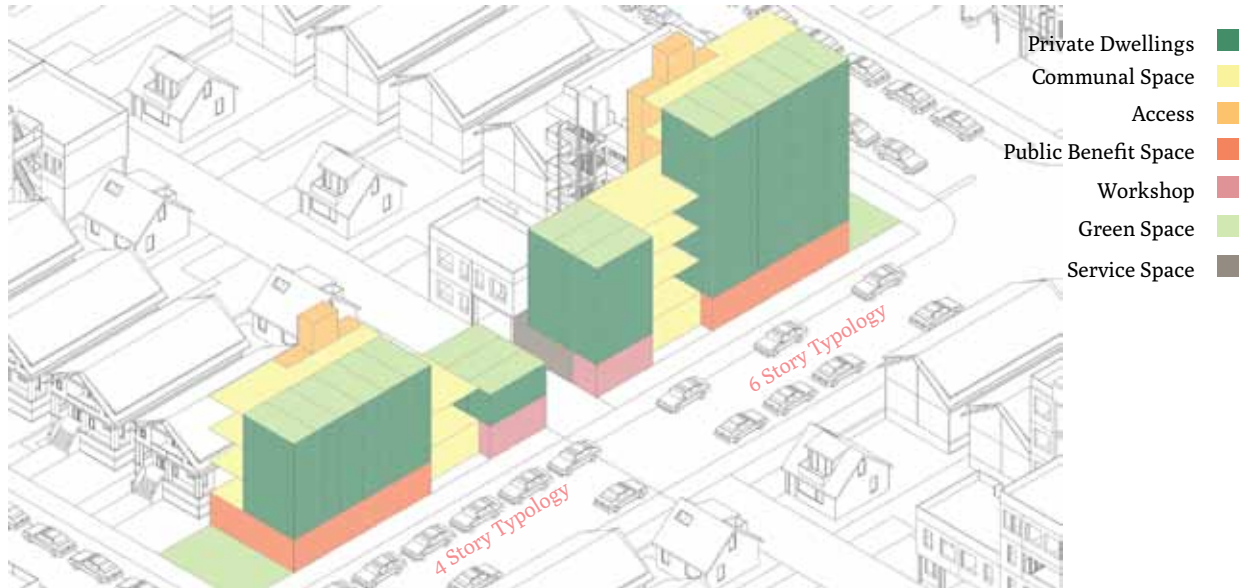 Private Dwellings
Communal Space
Access
Public Benefit Space
Workshop
Green Space
Service Space
6 Story Typology
4 Story Typology